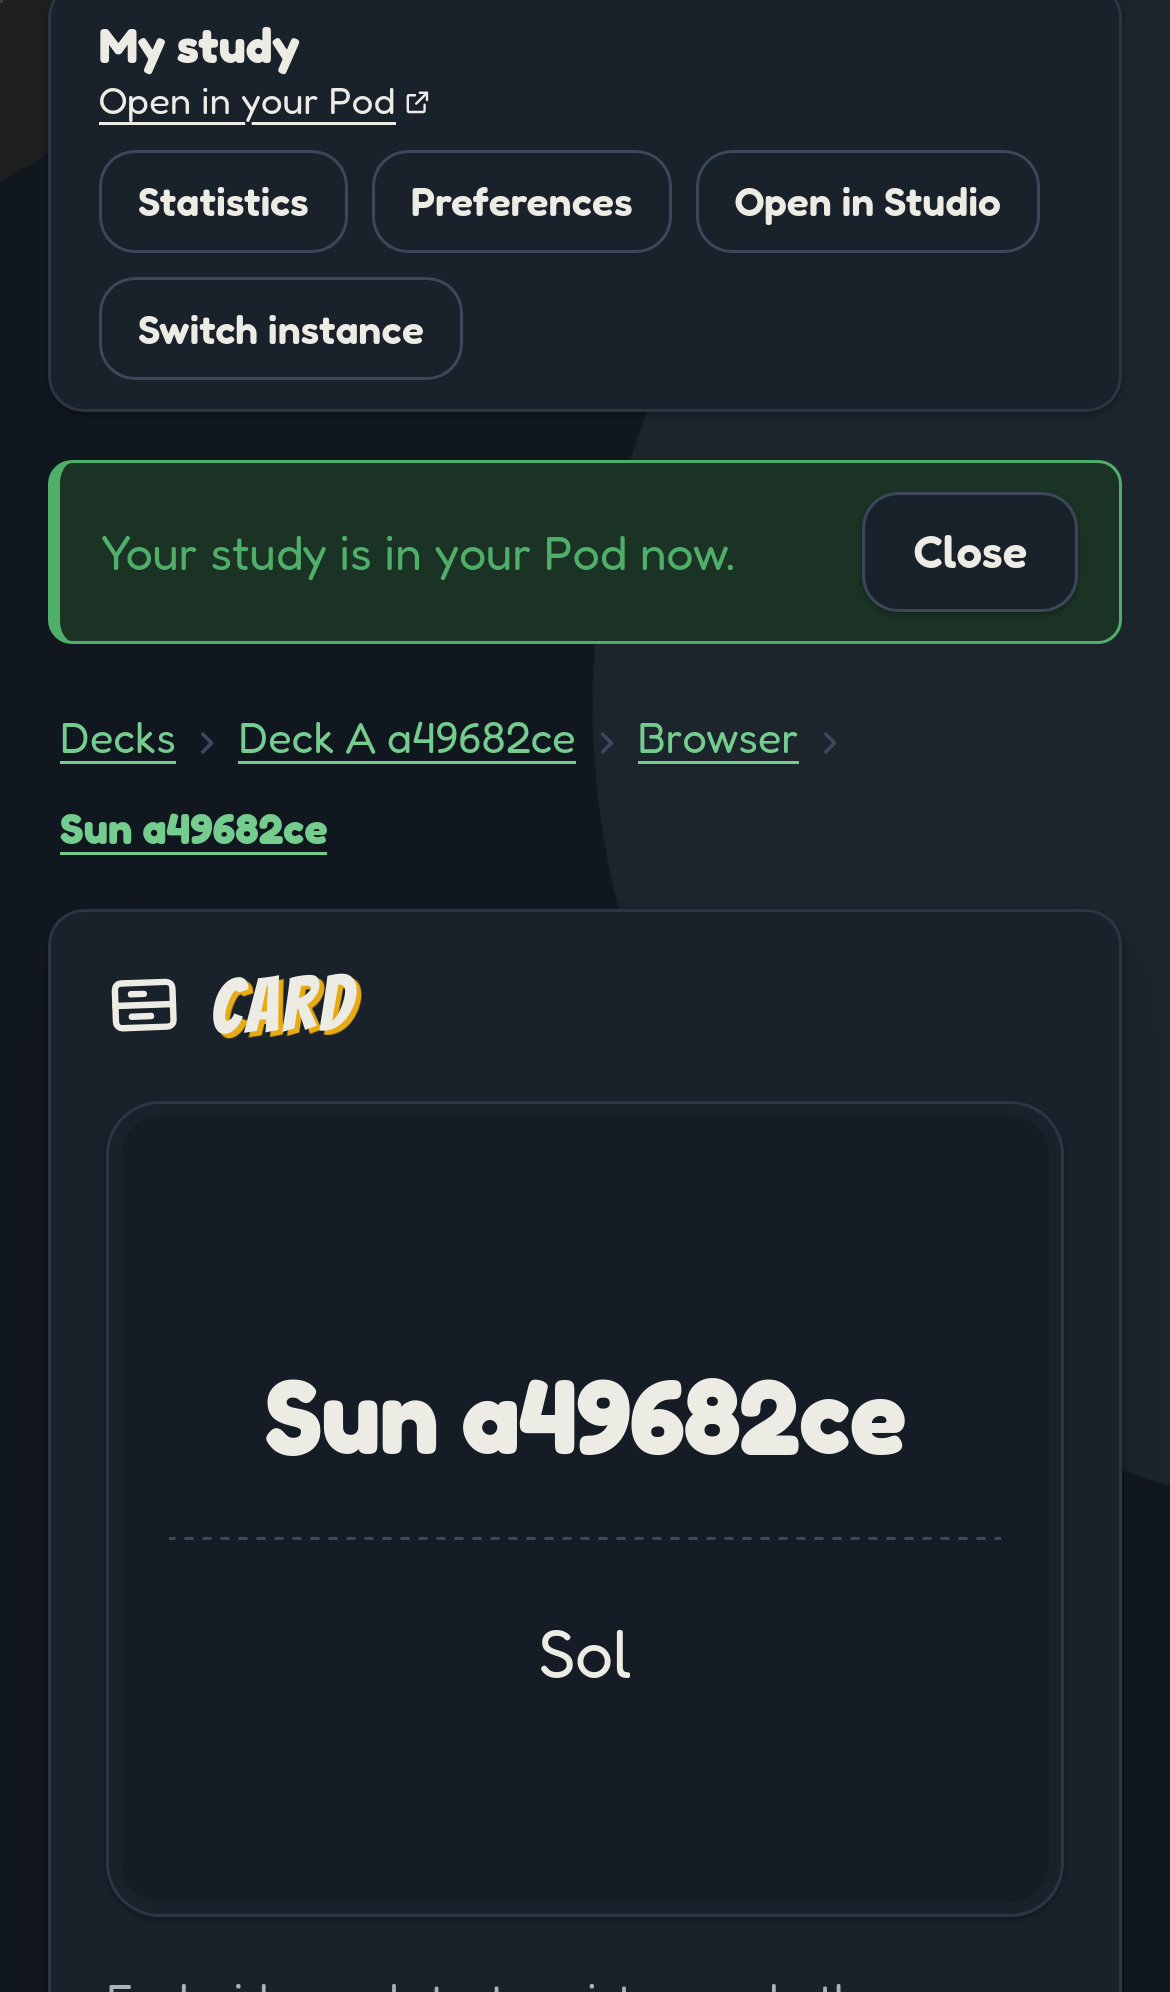 My study
Open in your Pod
Statistics Preferences Open in Studio
Switch instance
Your study is in your Pod now. Close
Decks > Deck A a49682ce > Browser >
Sun a49682ce
CARD
Sun a49682ce
Sol